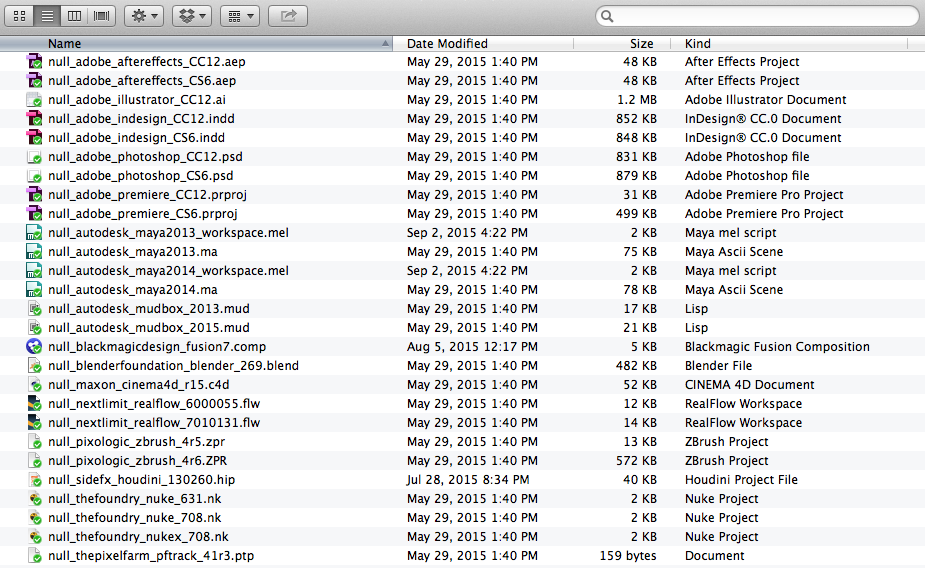 Name Date Modified Size Kind
null_adobe_aftereffects_CC12.aep May 29, 2015 1:40 PM 48 KB After Effects Project
null_adobe_aftereffects_CS6.aep May 29, 2015 1:40 PM 48 KB After Effects Project
null_adobe_illustrator_CC12.ai May 29, 2015 1:40 PM 1.2 MB Adobe Illustrator Document
null_adobe_indesign_CC12.indd May 29, 2015 1:40 PM 852 KB InDesign® CC.0 Document
null_adobe_indesign_CS6.indd May 29, 2015 1:40 PM 848 KB InDesign® CC.0 Document
null_adobe_photoshop_CC12.psd May 29, 2015 1:40 PM 831 KB Adobe Photoshop file
null_adobe_photoshop_CS6.psd May 29, 2015 1:40 PM 879 KB Adobe Photoshop file
null_adobe_premiere_CC12.prproj May 29, 2015 1:40 PM 31 KB Adobe Premiere Pro Project
null_adobe_premiere_CS6.prproj May 29, 2015 1:40 PM 499 KB Adobe Premiere Pro Project
null_autodesk_maya2013_workspace.mel Sep 2, 2015 4:22 PM 2 KB Maya mel script
null_autodesk_maya2013.ma May 29, 2015 1:40 PM 75 KB Maya Ascii Scene
null_autodesk_maya2014_workspace.mel Sep 2, 2015 4:22 PM 2 KB Maya mel script
null_autodesk_maya2014.ma May 29, 2015 1:40 PM 78 KB Maya Ascii Scene
null_autodesk_mudbox_2013.mud May 29, 2015 1:40 PM 17 KB Lisp
null_autodesk_mudbox_2015.mud May 29, 2015 1:40 PM 21 KB Lisp
null_blackmagicdesign_fusion7.comp Aug 5, 2015 12:17 PM 5 KB Blackmagic Fusion Composition
null_blenderfoundation_blender_269.blend May 29, 2015 1:40 PM 482 KB Blender File
null_maxon_cinema4d_r15.c4d May 29, 2015 1:40 PM 52 KB CINEMA 4D Document
null_nextlimit_realflow_6000055.flw May 29, 2015 1:40 PM 12 KB RealFlow Workspace
null_nextlimit_realflow_7010131.flw May 29, 2015 1:40 PM 14 KB RealFlow Workspace
null_pixologic_zbrush_4r5.zpr May 29, 2015 1:40 PM 13 KB ZBrush Project
null_pixologic_zbrush_4r6.ZPR May 29, 2015 1:40 PM 572 KB ZBrush Project
null_sidefx_houdini_130260.hip Jul 28, 2015 8:34 PM 40 KB Houdini Project File
null_thefoundry_nuke_631.nk May 29, 2015 1:40 PM 2 KB Nuke Project
null_thefoundry_nuke_708.nk May 29, 2015 1:40 PM 2 KB Nuke Project
null_thefoundry_nukex_708.nk May 29, 2015 1:40 PM 2 KB Nuke Project
null_thepixelfarm_pftrack_41r3.ptp May 29, 2015 1:40 PM 159 bytes Document